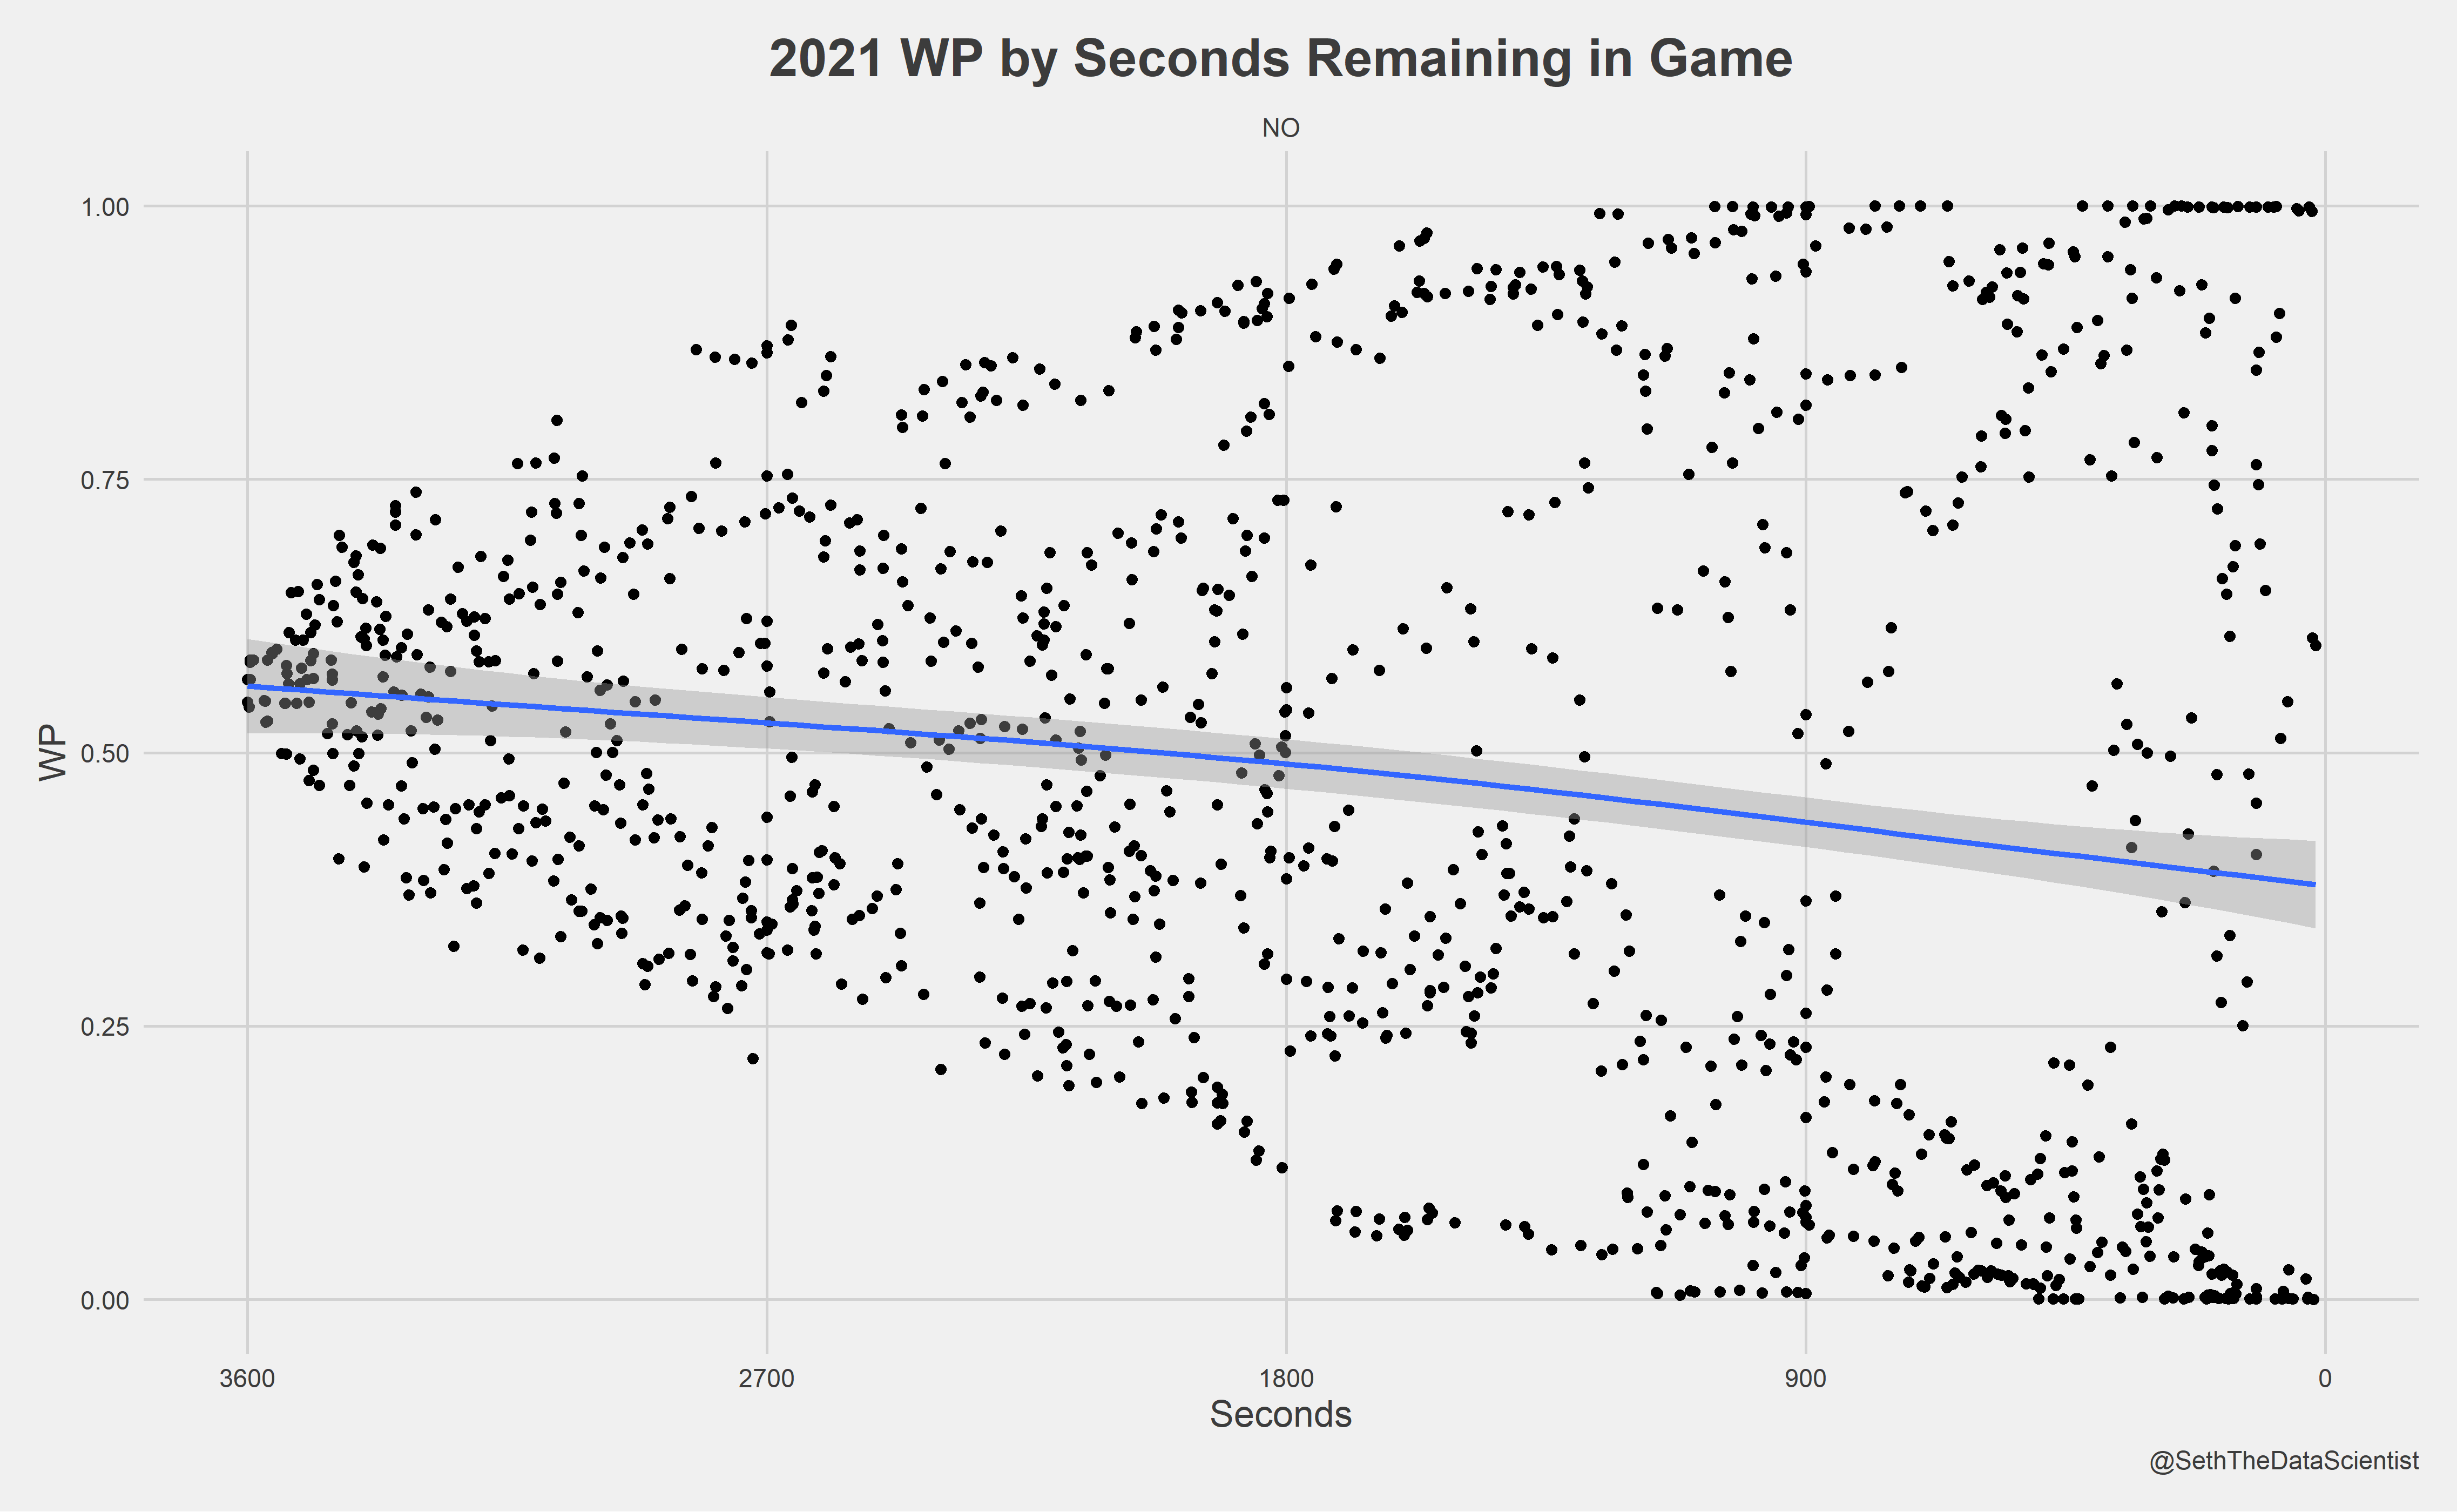 2021 WP by Seconds Remaining in Game
NO
1.00
0.75
0.50
0.25
0.00
WP
3600 2700 1800 900 0
Seconds
@SethTheDataScientist